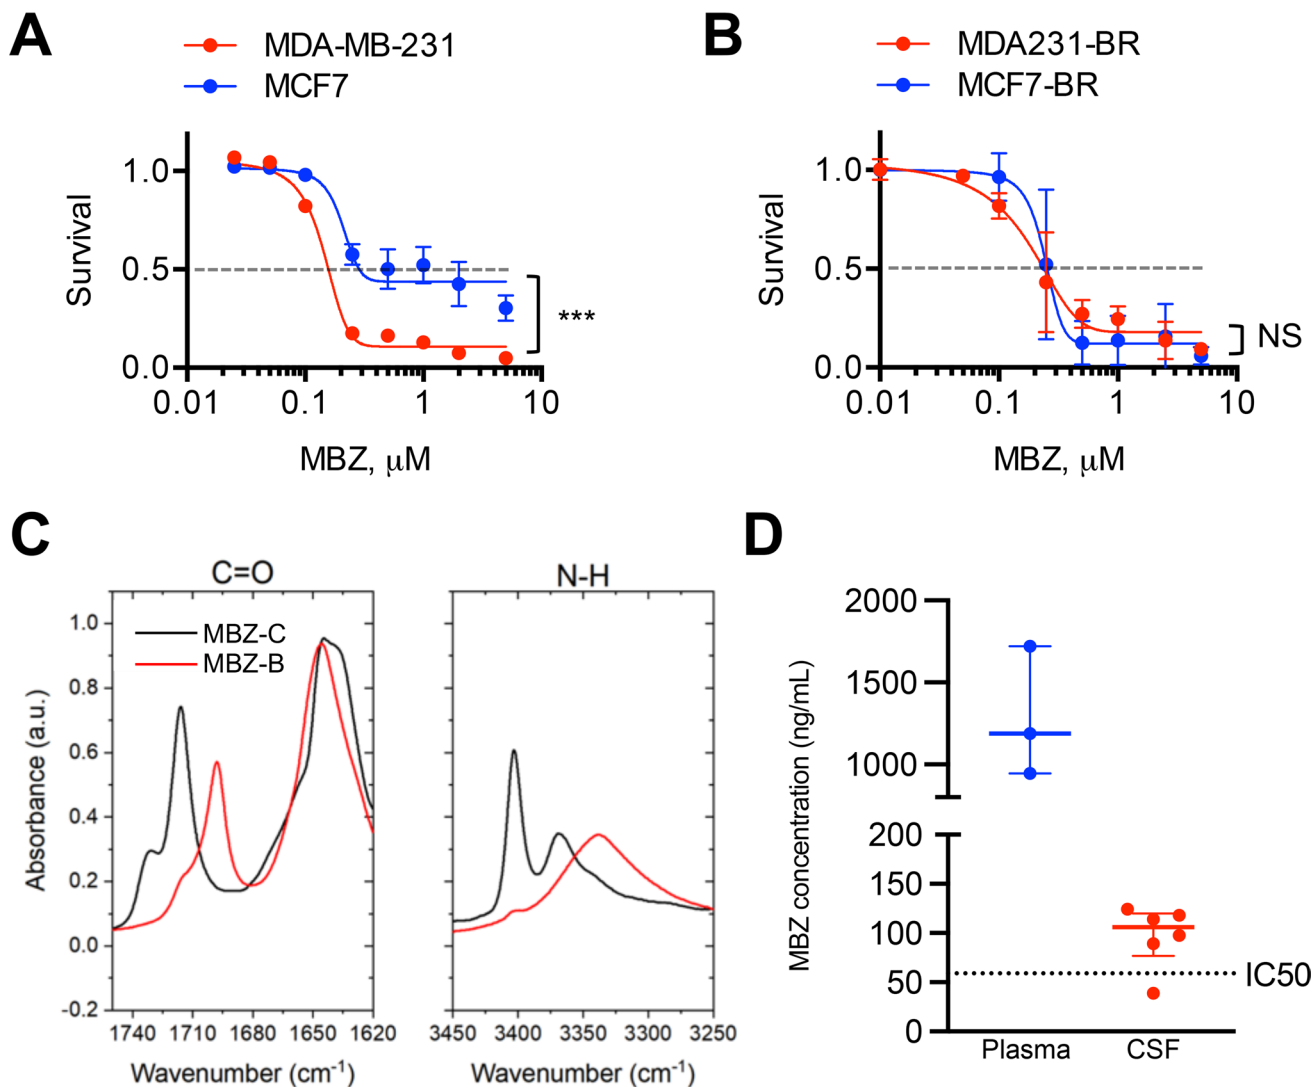 A
MDA-MB-231
MCF7
Survival
1.0
0.5
0.0
***
0.01 0.1 1 10
MBZ, µM
B
MDA231-BR
MCF7-BR
Survival
1.0
0.5
0.0
NS
0.01 0.1 1 10
MBZ, µM
C
C=O
MBZ-C
MBZ-B
Absorbance (a.u.)
1.0
0.8
0.6
0.4
0.2
0.0
-0.2
1740 1710 1680 1650 1620
Wavenumber (cm⁻¹)
N-H
3450 3400 3350 3300 3250
Wavenumber (cm⁻¹)
D
MBZ concentration (ng/mL)
2000
1500
1000
200
150
100
50
0
IC50
Plasma CSF